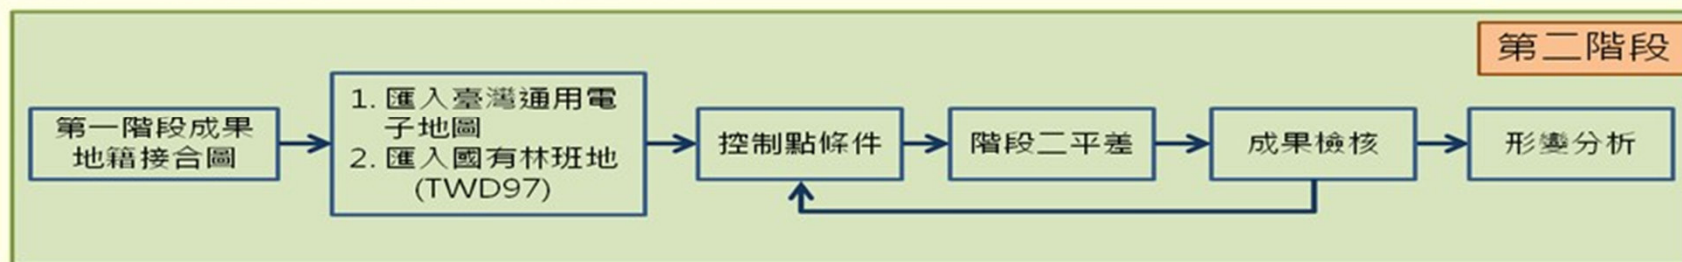 第二階段
第一階段成果
地籍接合圖
1. 匯入臺灣通用電
子地圖
2. 匯入國有林班地
(TWD97)
控制點條件
階段二平差
成果檢核
形變分析